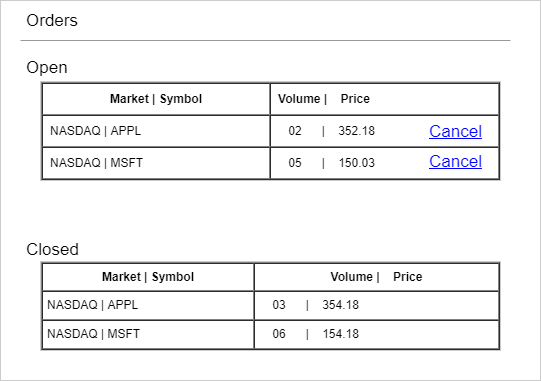 Orders
Open
Market | Symbol Volume | Price
NASDAQ | APPL 02 | 352.18 Cancel
NASDAQ | MSFT 05 | 150.03 Cancel
Closed
Market | Symbol Volume | Price
NASDAQ | APPL 03 | 354.18
NASDAQ | MSFT 06 | 154.18